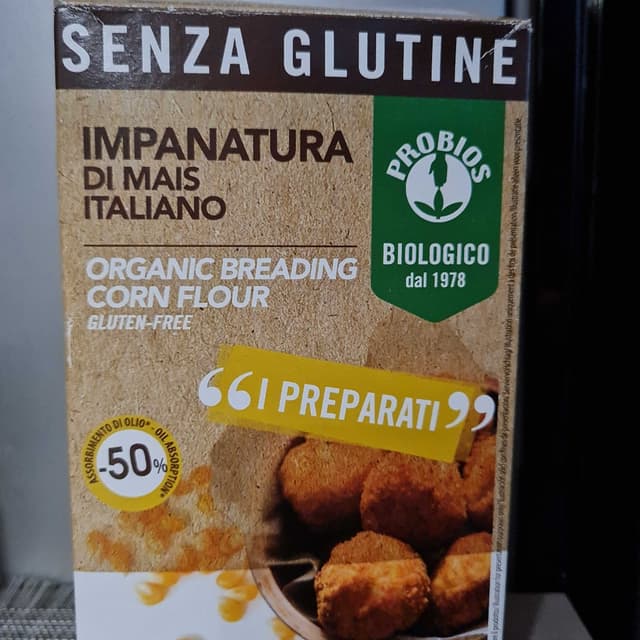 SENZA GLUTINE
IMPANATURA
DI MAIS
ITALIANO
PROBIOS
BIOLOGICO
dal 1978
ORGANIC BREADING
CORN FLOUR
GLUTEN-FREE
“I PREPARATI”
ASSORBIMENTO DI OLIO* - OIL ABSORPTION*
-50%